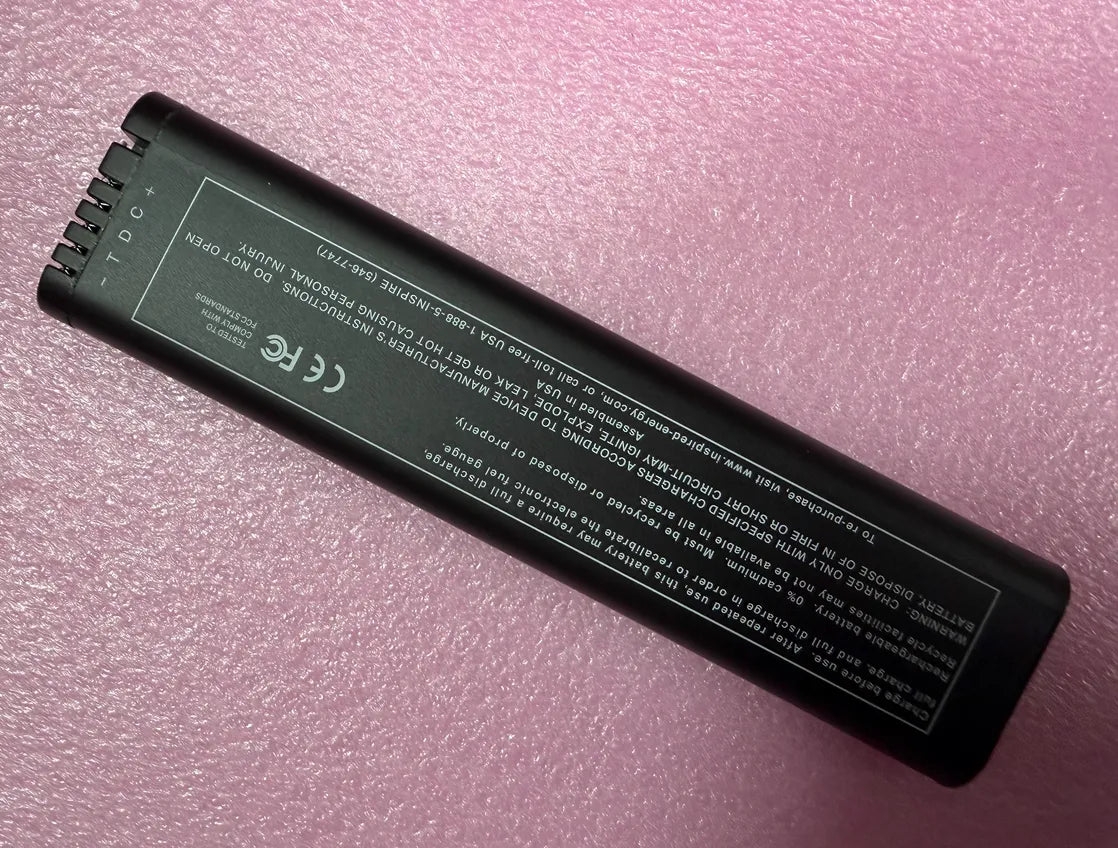 Charge before use. After repeated use, this battery may require a full discharge,
full charge, and full discharge in order to recalibrate the electronic fuel gauge.
Rechargeable battery. 0% cadmium. Must be recycled or disposed of properly.
Recycle facilities may not be available in all areas.
WARNING: CHARGE ONLY WITH SPECIFIED CHARGERS ACCORDING TO DEVICE MANUFACTURER'S INSTRUCTIONS. DO NOT OPEN
BATTERY, DISPOSE OF IN FIRE OR SHORT CIRCUIT-MAY IGNITE, EXPLODE, LEAK OR GET HOT CAUSING PERSONAL INJURY.
Assembled in USA
To re-purchase, visit www.inspired-energy.com, or call toll-free USA 1-888-5-INSPIRE (546-7747)
CE FC
TESTED TO
COMPLY WITH
FCC STANDARDS
- T D C +